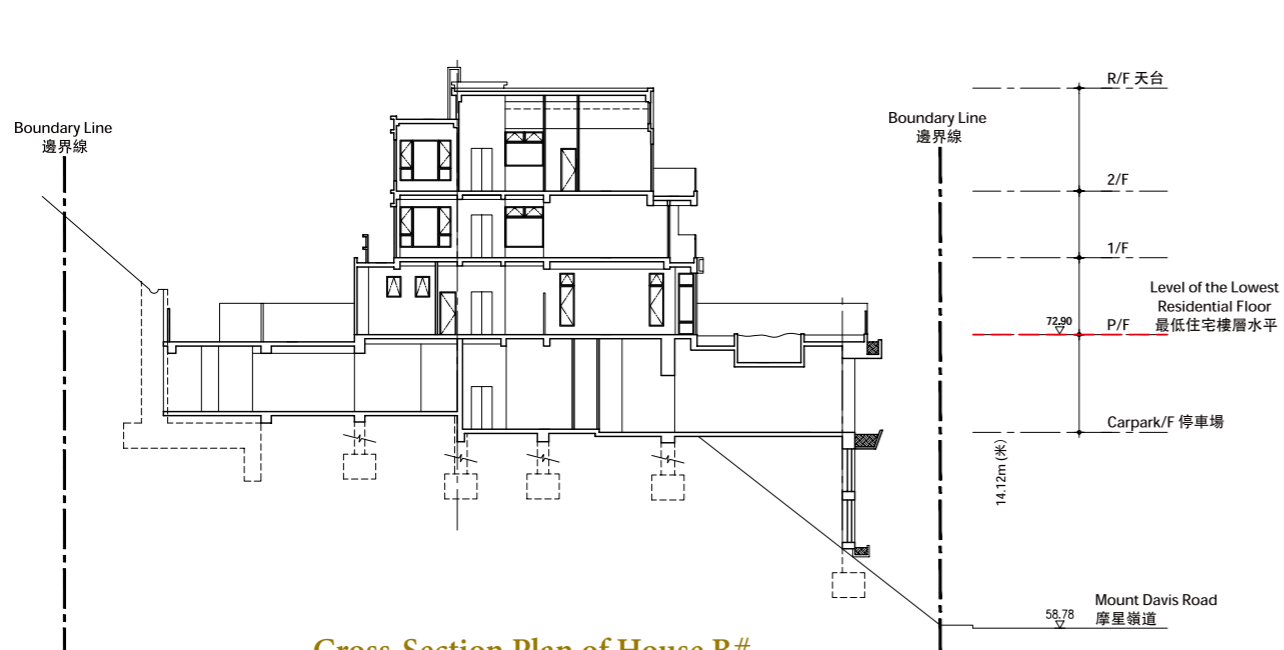 R/F 天台
Boundary Line
邊界線
Boundary Line
邊界線
2/F
1/F
Level of the Lowest
Residential Floor
最低住宅樓層水平
72.90
P/F
Carpark/F 停車場
14.12m (米)
Mount Davis Road
摩星嶺道
58.78
Cross-Section Plan of House B#